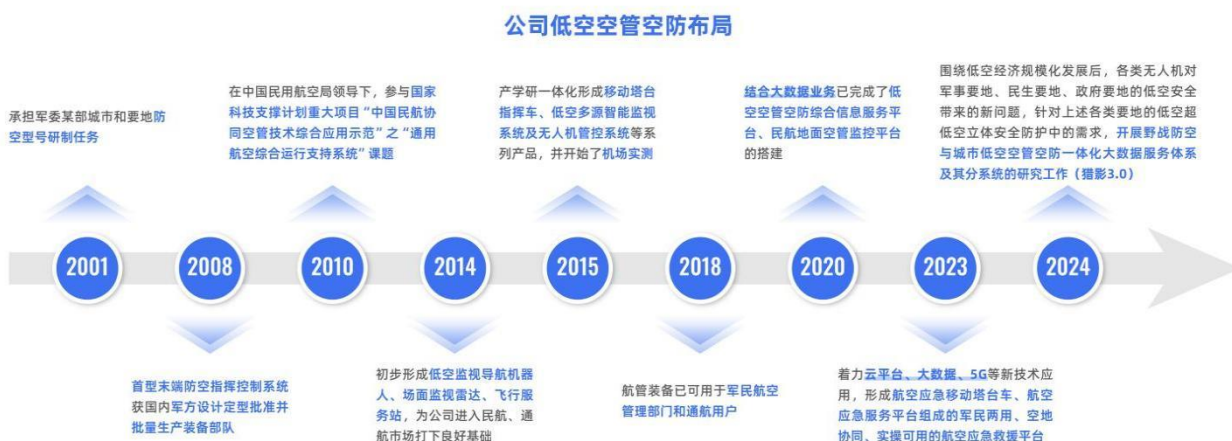 公司低空空管空防布局
承担军委某部城市和要地防
空型号研制任务
在中国民用航空局领导下，参与国家
科技支撑计划重大项目“中国民航协
同空管技术综合应用示范”之“通用
航空综合运行支持系统”课题
产学研一体化形成移动塔台
指挥车、低空多源智能监视
系统及无人机管控系统等系
列产品，并开始了机场实测
结合大数据业务已完成了低
空空管空防综合信息服务平
台、民航地面空管监控平台
的搭建
围绕低空经济规模化发展后，各类无人机对
军事要地、民生要地、政府要地的低空安全
带来的新问题，针对上述各类要地的低空超
低空立体安全防护中的需求，开展野战防空
与城市低空空管空防一体化大数据服务体系
及其分系统的研究工作（猎影3.0）
2001
2008
2010
2014
2015
2018
2020
2023
2024
首型末端防空指挥控制系统
获国内军方设计定型批准并
批量生产装备部队
初步形成低空监视导航机器
人、场面监视雷达、飞行服
务站，为公司进入民航、通
航市场打下良好基础
航管装备已可用于军民航空
管理部门和通航用户
着力云平台、大数据、5G等新技术应
用，形成航空应急移动塔台车、航空
应急服务平台组成的军民两用、空地
协同、实操可用的航空应急救援平台